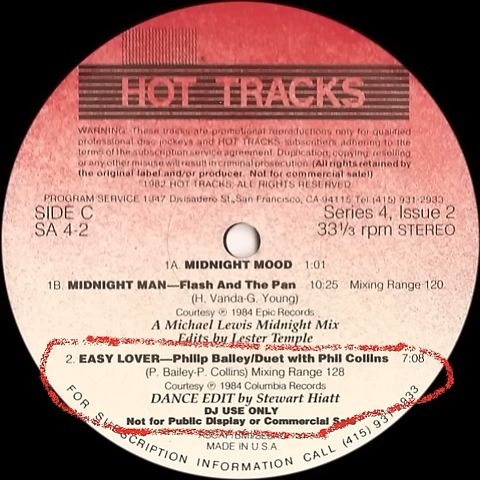 HOT TRACKS
WARNING: These tracks are promotional reproductions only for qualified
professional disc jockeys and HOT TRACKS subscribers adhering to the
terms of the subscription service agreement. Duplication, copying, reselling
or any other misuse will result in criminal prosecution. (All rights retained by
the original label and/or producer. Not for commercial sale!)
1982 HOT TRACKS: ALL RIGHTS RESERVED
PROGRAM SERVICE 1347 Divisadero St., San Francisco, CA 94115 Tel (415) 931-2933
SIDE C
SA 4-2
Series 4, Issue 2
33⅓ rpm STEREO
1A. MIDNIGHT MOOD 1:01
1B. MIDNIGHT MAN—Flash And The Pan 10:25 Mixing Range 120
(H. Vanda-G. Young)
Courtesy ℗ 1984 Epic Records
A Michael Lewis Midnight Mix
Edits by Lester Temple
2. EASY LOVER—Philip Bailey/Duet with Phil Collins 7:08
(P. Bailey-P. Collins) Mixing Range 128
Courtesy ℗ 1984 Columbia Records
DANCE EDIT by Stewart Hiatt
DJ USE ONLY
Not for Public Display or Commercial
MADE IN U.S.A
FOR SUBSCRIPTION INFORMATION CALL (415)